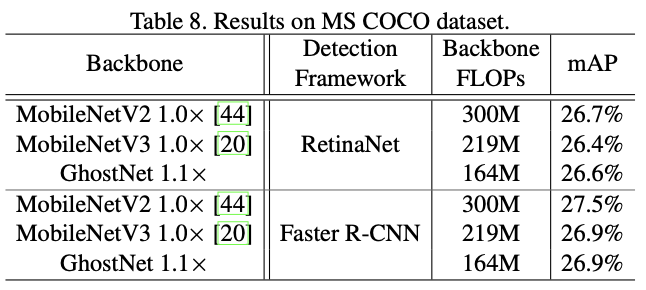 Table 8. Results on MS COCO dataset.
Backbone Detection Framework Backbone FLOPs mAP
MobileNetV2 1.0× [44] 300M 26.7%
MobileNetV3 1.0× [20] RetinaNet 219M 26.4%
GhostNet 1.1× 164M 26.6%
MobileNetV2 1.0× [44] 300M 27.5%
MobileNetV3 1.0× [20] Faster R-CNN 219M 26.9%
GhostNet 1.1× 164M 26.9%